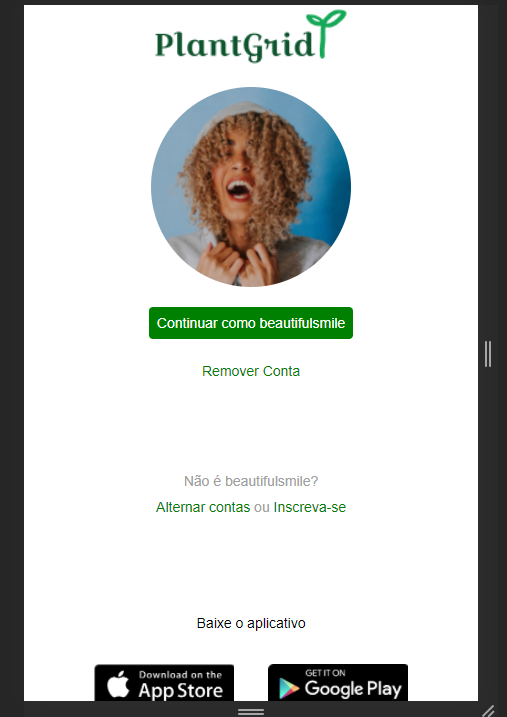 PlantGrid
Continuar como beautifulsmile
Remover Conta
Não é beautifulsmile?
Alternar contas ou Inscreva-se
Baixe o aplicativo
Download on the
App Store
GET IT ON
Google Play